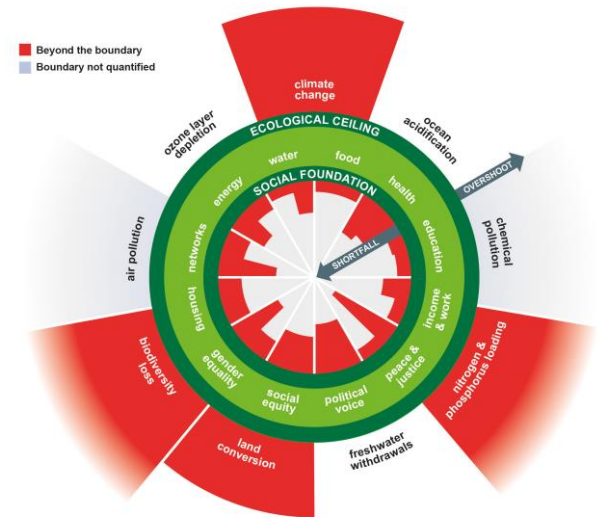 Beyond the boundary
Boundary not quantified
climate
change
ozone layer
depletion
ocean
acidification
ECOLOGICAL CEILING
water
food
energy
health
SOCIAL FOUNDATION
OVERSHOOT
SHORTFALL
networks
education
air pollution
chemical
pollution
housing
income
& work
biodiversity
loss
gender
equality
peace &
justice
nitrogen &
phosphorus loading
social
equity
political
voice
land
conversion
freshwater
withdrawals